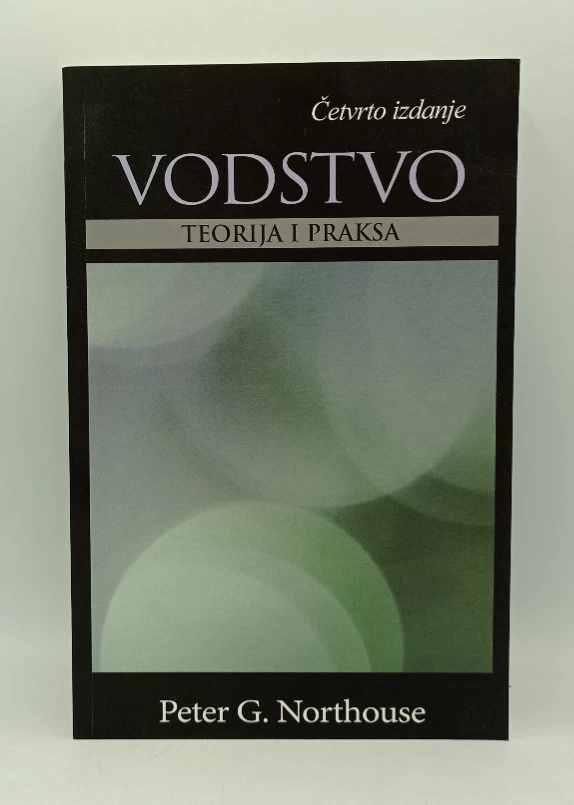 Četvrto izdanje
VODSTVO
TEORIJA I PRAKSA
Peter G. Northouse